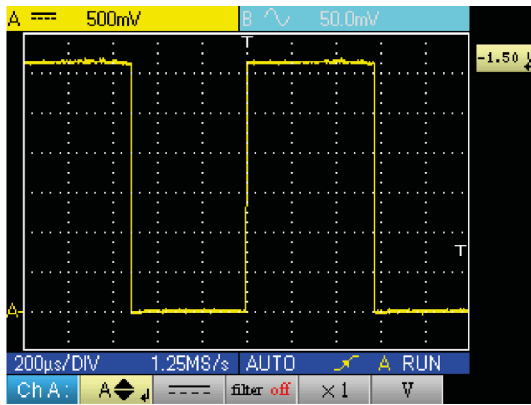 A 500mV B 50.0mV
T
-1.50
T
A
200µs/DIV 1.25MS/s AUTO A RUN
Ch A: A filter off ×1 V